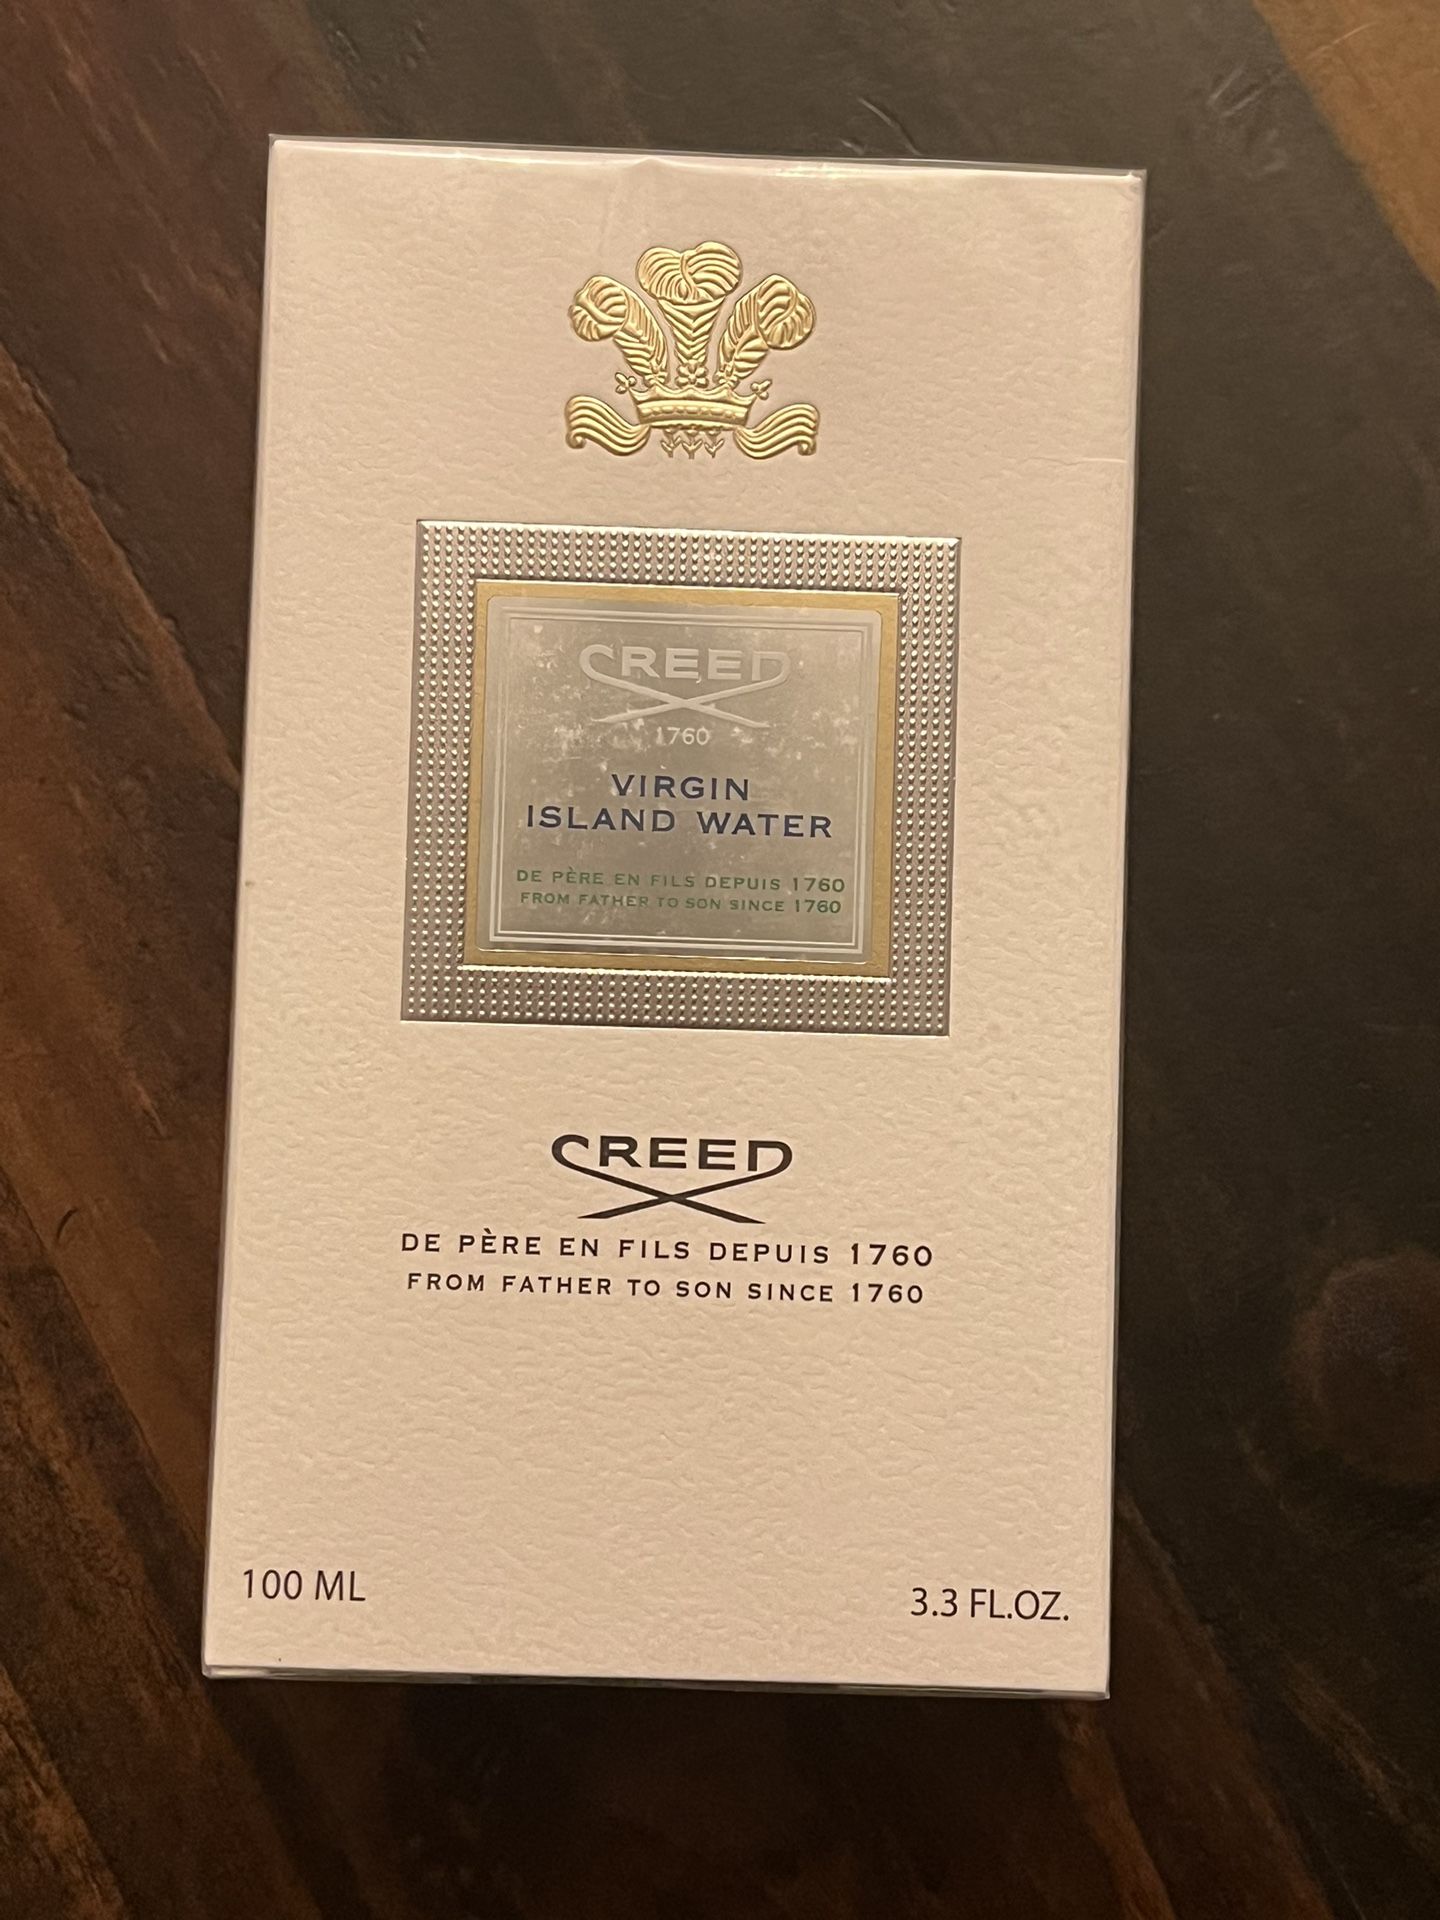 CREED
1760
VIRGIN
ISLAND WATER
DE PÈRE EN FILS DEPUIS 1760
FROM FATHER TO SON SINCE 1760
CREED
DE PÈRE EN FILS DEPUIS 1760
FROM FATHER TO SON SINCE 1760
100 ML
3.3 FL.OZ.